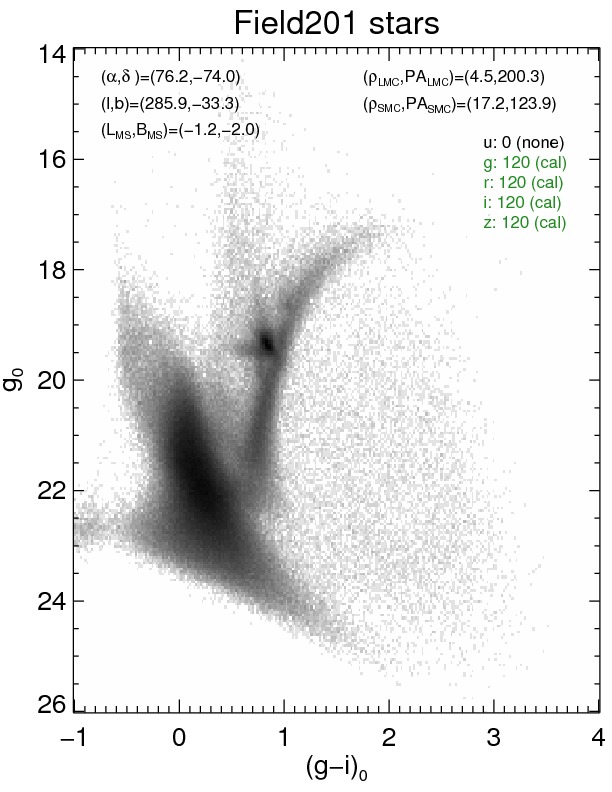 Field201 stars
(α,δ )=(76.2,−74.0)
(ρLMC,PALMC)=(4.5,200.3)
(l,b)=(285.9,−33.3)
(ρSMC,PASMC)=(17.2,123.9)
(LMS,BMS)=(−1.2,−2.0)
u: 0 (none)
g: 120 (cal)
r: 120 (cal)
i: 120 (cal)
z: 120 (cal)
14
16
18
20
22
24
26
g0
−1 0 1 2 3 4
(g−i)0